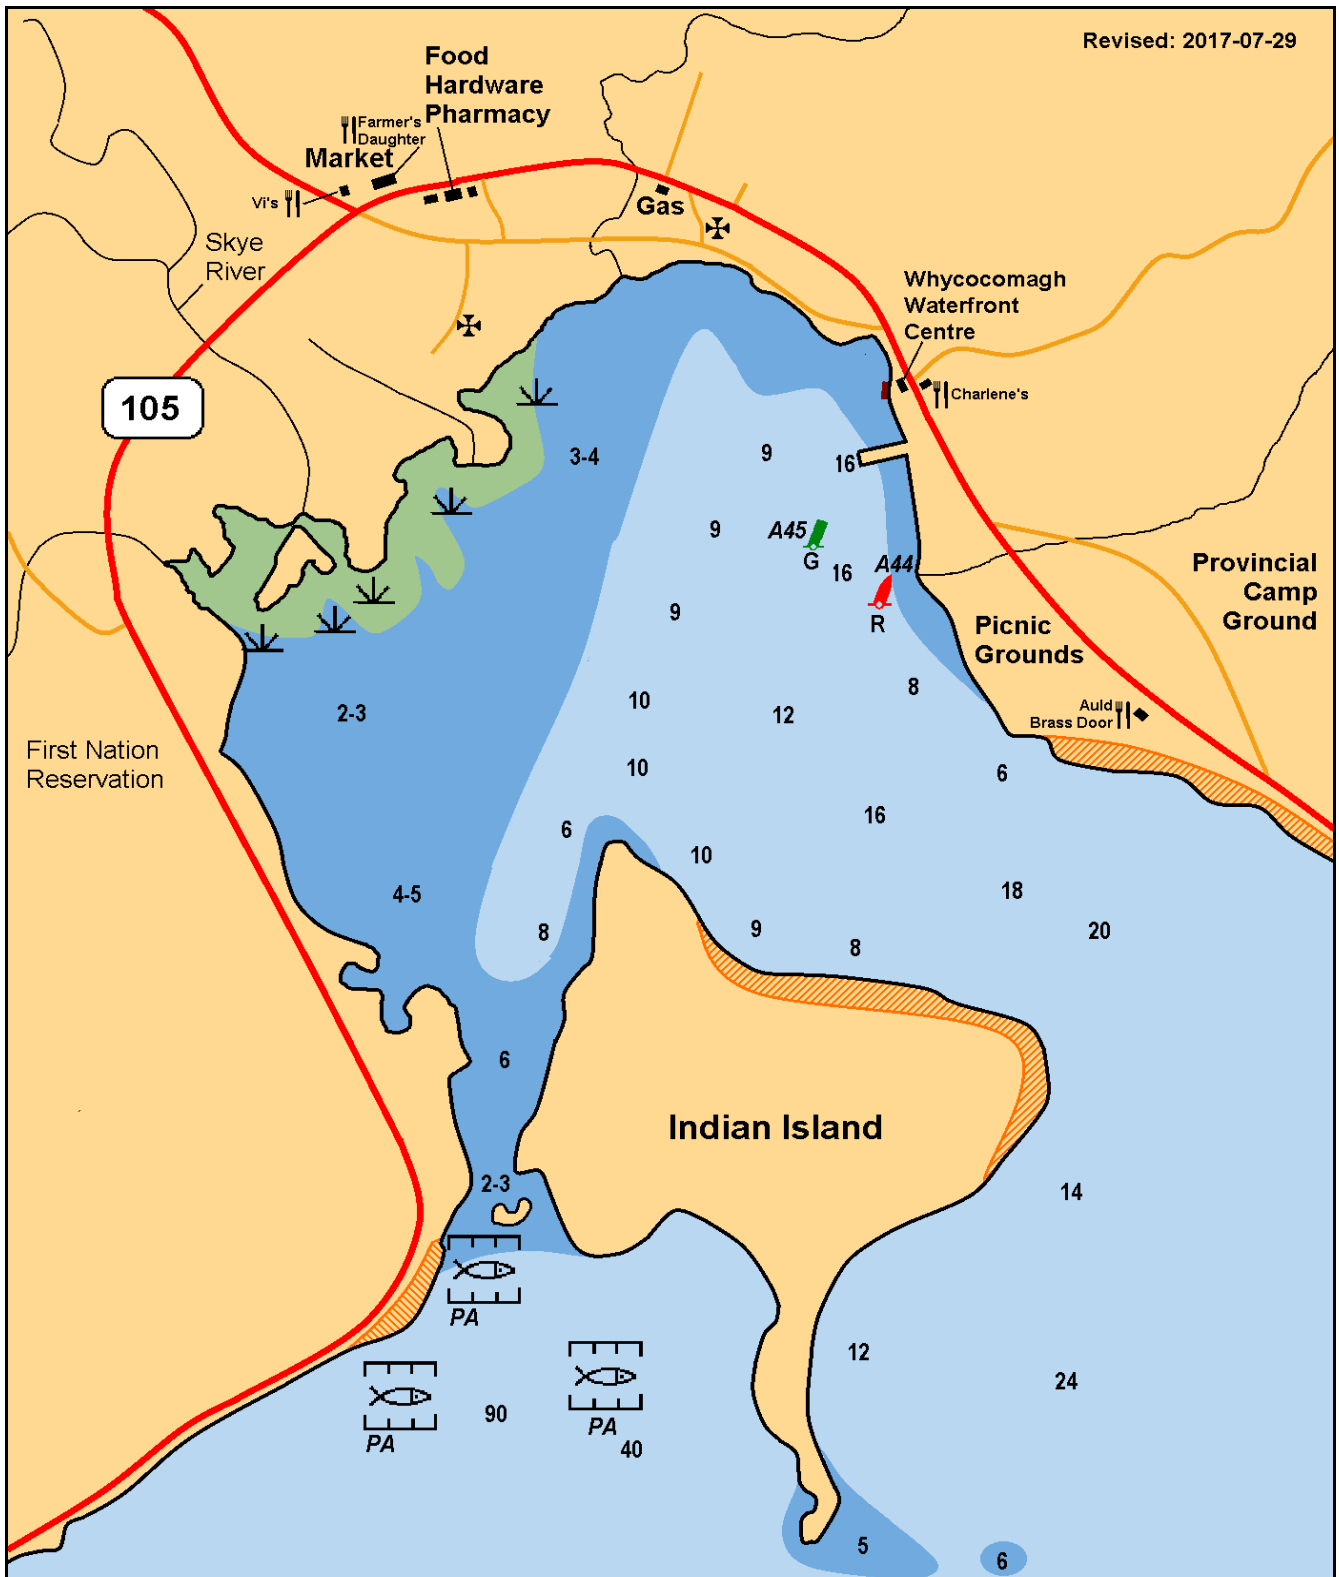 Revised: 2017-07-29
Food
Hardware
Pharmacy
Farmer's
Daughter
Market
Vi's
Gas
Skye
River
Whycocomagh
Waterfront
Centre
Charlene's
105
3-4
9
16
9
A45
G
16
A44
R
9
Provincial
Camp
Ground
Picnic
Grounds
2-3
10
12
8
Auld
Brass Door
First Nation
Reservation
10
6
16
6
10
4-5
18
8
9
8
20
6
Indian Island
2-3
14
PA
12
24
PA
90
PA
40
5
6